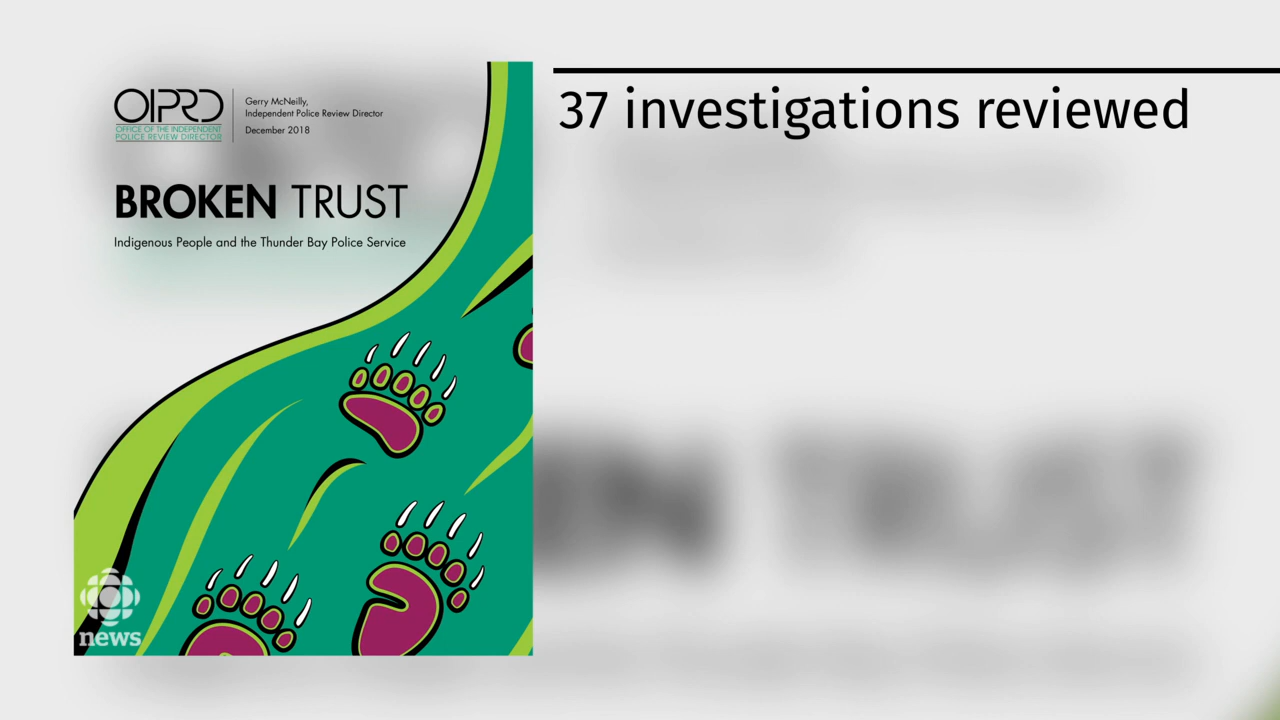 OIPRD
OFFICE OF THE INDEPENDENT
POLICE REVIEW DIRECTOR
Gerry McNeilly,
Independent Police Review Director
December 2018
BROKEN TRUST
Indigenous People and the Thunder Bay Police Service
37 investigations reviewed
news